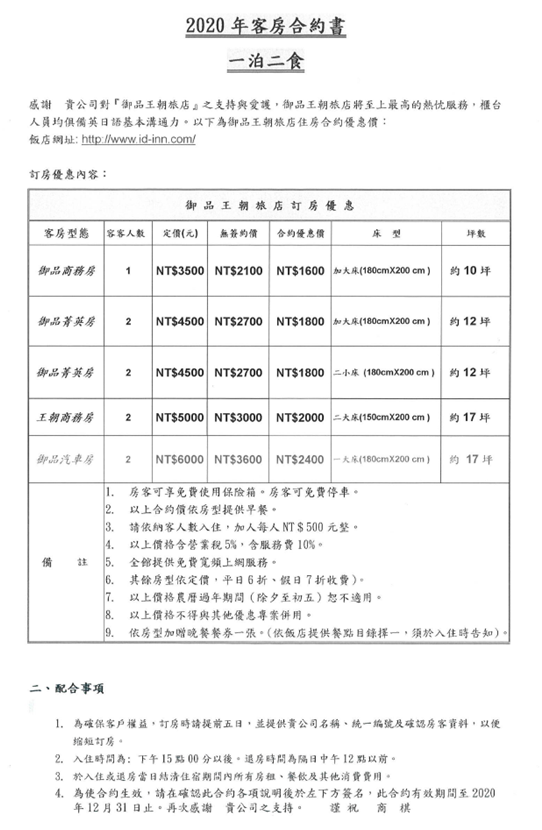 2020 年客房合約書
一泊二食
感謝　貴公司對『御品王朝旅店』之支持與愛護，御品王朝旅店將至上最高的熱忱服務，櫃台
人員均俱備英日語基本溝通力。以下為御品王朝旅店住房合約優惠價：
飯店網址: http://www.id-inn.com/
訂房優惠內容：
御品王朝旅店訂房優惠
客房型態 容客人數 定價(元) 無簽約價 合約優惠價 床　型 坪數
御品商務房 1 NT$3500 NT$2100 NT$1600 加大床(180cmX200 cm ) 約 10 坪
御品菁英房 2 NT$4500 NT$2700 NT$1800 加大床(180cmX200 cm ) 約 12 坪
御品菁英房 2 NT$4500 NT$2700 NT$1800 二小床 (180cmX200 cm ) 約 12 坪
王朝商務房 2 NT$5000 NT$3000 NT$2000 二大床(150cmX200 cm ) 約 17 坪
御品汽車房 2 NT$6000 NT$3600 NT$2400 一大床(180cmX200 cm ) 約 17 坪
備　註
1. 房客可享免費使用保險箱。房客可免費停車。
2. 以上合約價依房型提供早餐。
3. 請依納客人數入住，加人每人 NT $ 500 元整。
4. 以上價格含營業稅 5%，含服務費 10%。
5. 全館提供免費寬頻上網服務。
6. 其餘房型依定價，平日 6 折、假日 7 折收費)。
7. 以上價格農曆過年期間（除夕至初五）恕不適用。
8. 以上價格不得與其他優惠專案併用。
9. 依房型加贈晚餐餐券一張。(依飯店提供餐點目錄擇一，須於入住時告知)。
二、配合事項
1. 為確保客戶權益，訂房時請提前五日，並提供貴公司名稱、統一編號及確認房客資料，以便
縮短訂房。
2. 入住時間為: 下午 15 點 00 分以後。退房時間為隔日中午 12 點以前。
3. 於入住或退房當日結清住宿期間內所有房租、餐飲及其他消費費用。
4. 為使合約生效，請在確認此合約各項說明後於左下方簽名，此合約有效期間至 2020
年 12 月 31 日止。再次感謝　貴公司之支持。　　謹 祝　商　祺